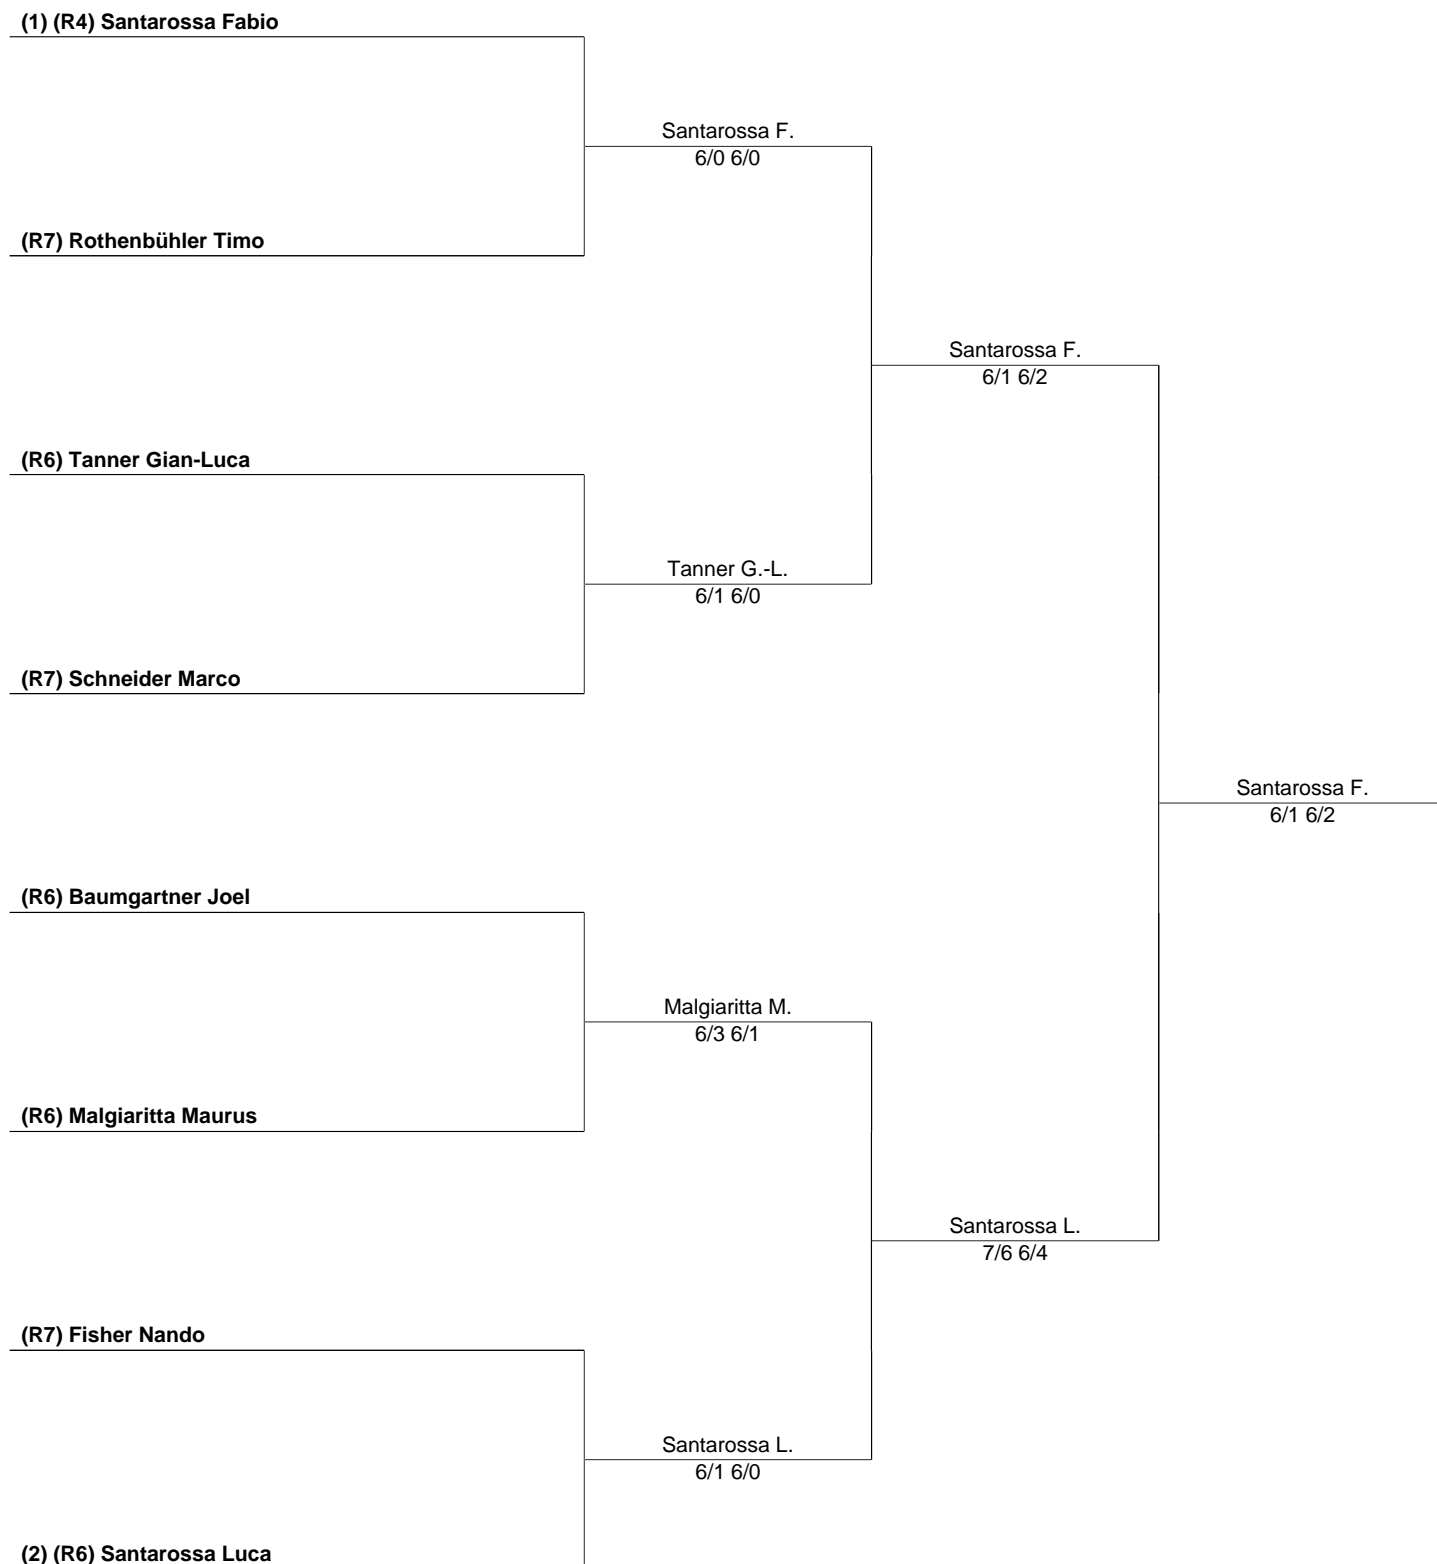 (1) (R4) Santarossa Fabio
Santarossa F.
6/0 6/0
(R7) Rothenbühler Timo
Santarossa F.
6/1 6/2
(R6) Tanner Gian-Luca
Tanner G.-L.
6/1 6/0
(R7) Schneider Marco
Santarossa F.
6/1 6/2
(R6) Baumgartner Joel
Malgiaritta M.
6/3 6/1
(R6) Malgiaritta Maurus
Santarossa L.
7/6 6/4
(R7) Fisher Nando
Santarossa L.
6/1 6/0
(2) (R6) Santarossa Luca